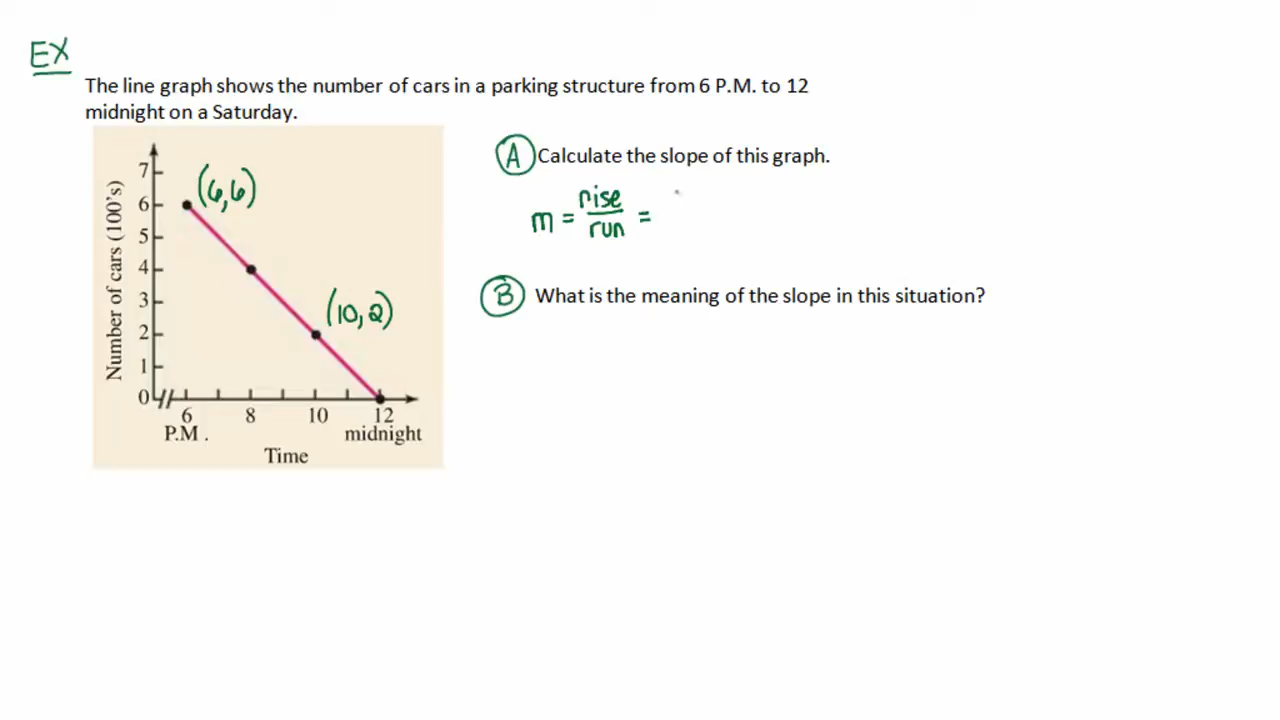 EX
The line graph shows the number of cars in a parking structure from 6 P.M. to 12
midnight on a Saturday.
A Calculate the slope of this graph.
m = rise/run =
B What is the meaning of the slope in this situation?
Number of cars (100's)
7
6
5
4
3
2
1
0
(6,6)
(10,2)
6 8 10 12
P.M. midnight
Time